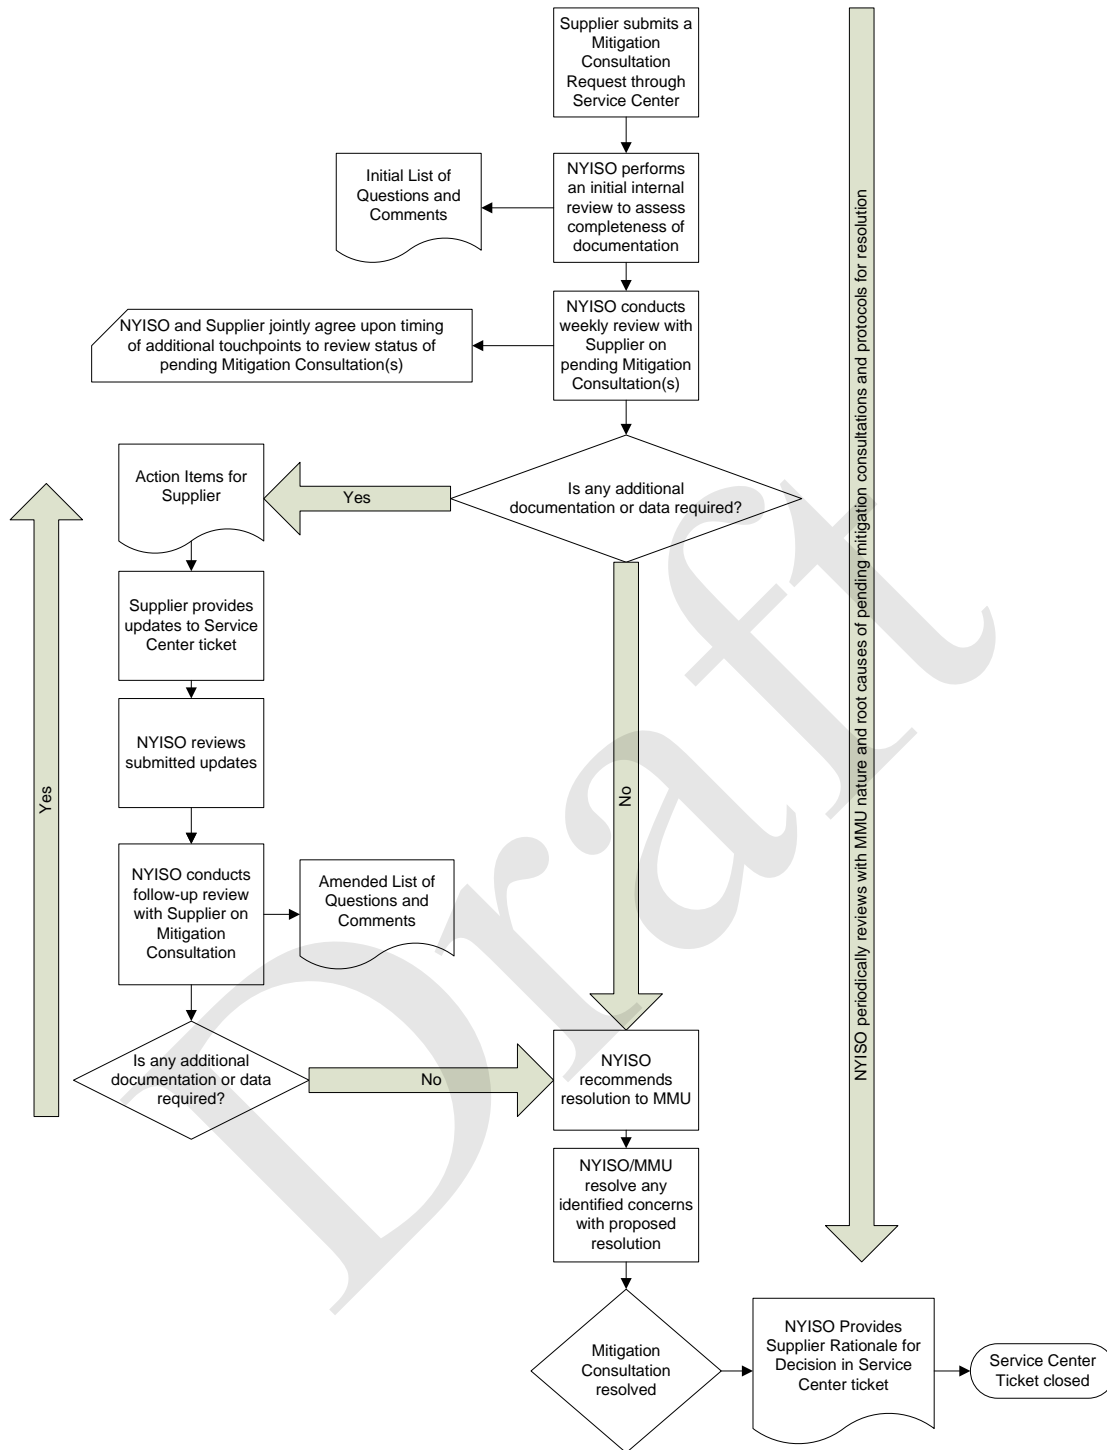 Supplier submits a
Mitigation
Consultation
Request through
Service Center
Initial List of
Questions and
Comments
NYISO performs
an initial internal
review to assess
completeness of
documentation
NYISO and Supplier jointly agree upon timing
of additional touchpoints to review status of
pending Mitigation Consultation(s)
NYISO conducts
weekly review with
Supplier on
pending Mitigation
Consultation(s)
Action Items for
Supplier
Yes
Is any additional
documentation or data required?
Supplier provides
updates to Service
Center ticket
NYISO reviews
submitted updates
Yes
No
NYISO periodically reviews with MMU nature and root causes of pending mitigation consultations and protocols for resolution
NYISO conducts
follow-up review
with Supplier on
Mitigation
Consultation
Amended List of
Questions and
Comments
Is any additional
documentation or data
required?
No
NYISO
recommends
resolution to MMU
NYISO/MMU
resolve any
identified concerns
with proposed
resolution
Mitigation
Consultation
resolved
NYISO Provides
Supplier Rationale for
Decision in Service
Center ticket
Service Center
Ticket closed
Draft